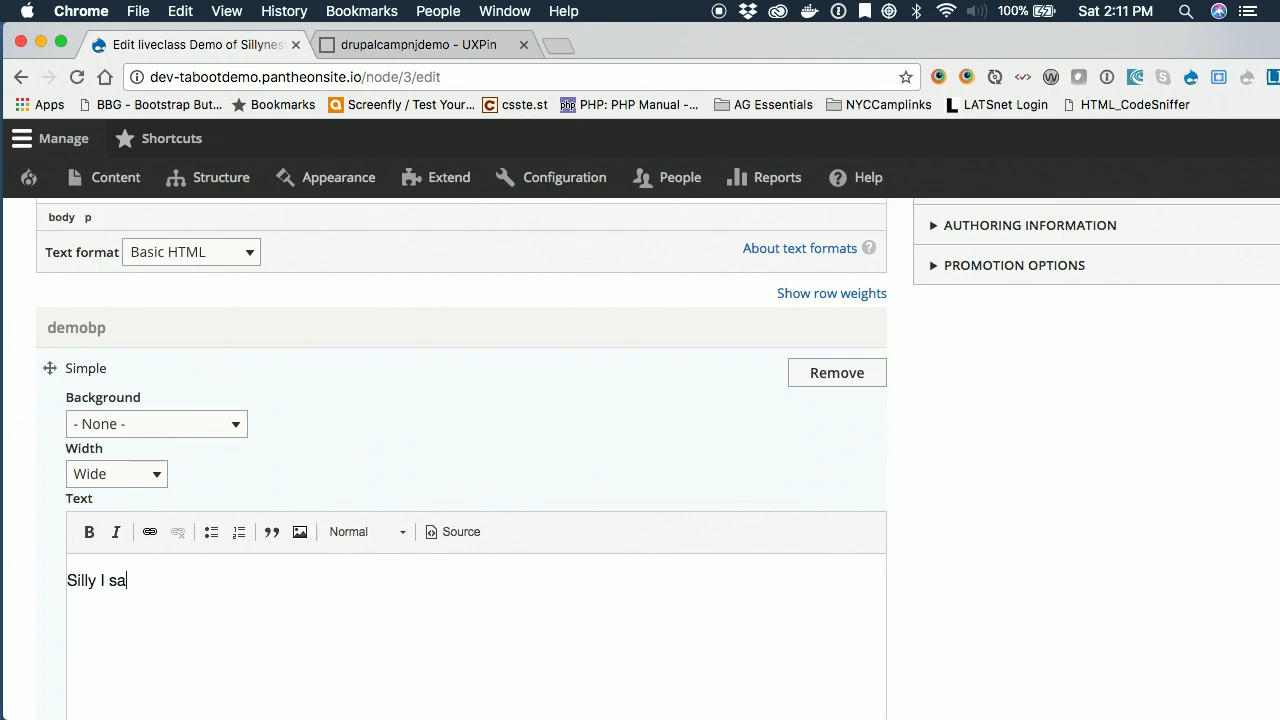 Chrome File Edit View History Bookmarks People Window Help 100% Sat 2:11 PM
Edit liveclass Demo of Sillynes drupalcampnjdemo - UXPin
dev-tabootdemo.pantheonsite.io/node/3/edit
Apps BBG - Bootstrap But... Bookmarks Screenfly / Test Your... csste.st PHP: PHP Manual -... AG Essentials NYCCamplinks LATSnet Login HTML_CodeSniffer
Manage Shortcuts
Content Structure Appearance Extend Configuration People Reports Help
body p
AUTHORING INFORMATION
Text format Basic HTML About text formats ?
PROMOTION OPTIONS
Show row weights
demobp
Simple
Remove
Background
- None -
Width
Wide
Text
B I Normal Source
Silly I sa